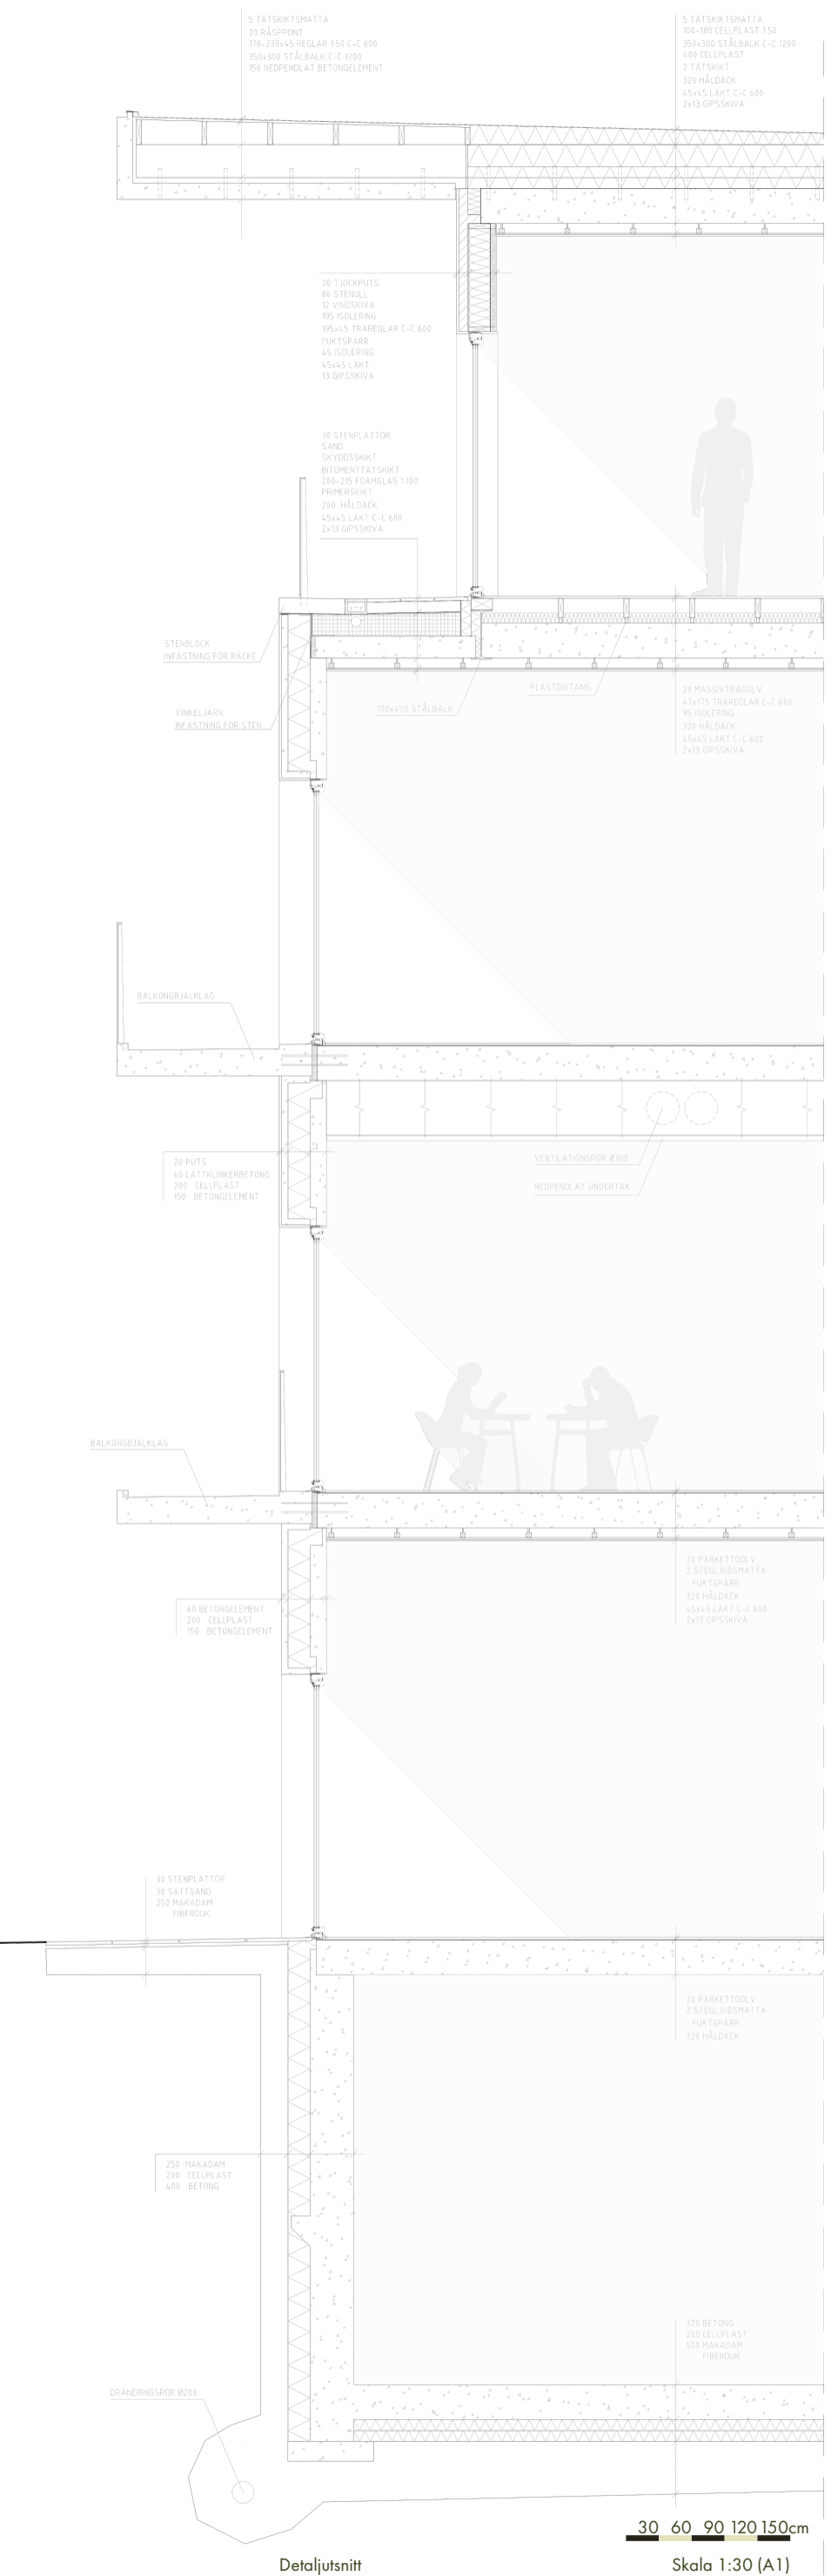 5 TÄTSKIKTSMATTA
20 RÅSPPONT
170-230x45 REGLAR 1:50 C-C 600
350x300 STÅLBALK C-C 1200
150 NEDPENDLAT BETONGELEMENT
5 TÄTSKIKTSMATTA
100-180 CELLPLAST 1:50
350x300 STÅLBALK C-C 1200
400 CELLPLAST
2 TÄTSKIKT
320 HÅLDÄCK
45x45 LÄKT C-C 600
2x13 GIPSSKIVA
20 TJOCKPUTS
80 STENULL
12 VINDSKIVA
195 ISOLERING
195x45 TRÄREGLAR C-C 600
FUKTSPÄRR
45 ISOLERING
45x45 LÄKT
13 GIPSSKIVA
30 STENPLATTOR
SAND
SKYDDSSKIKT
BITUMENTTÄTSKIKT
200-215 FOAMGLAS 1:100
PRIMERSKIKT
200 HÅLDÄCK
45x45 LÄKT C-C 600
2x13 GIPSSKIVA
STENBLOCK
INFÄSTNING FÖR RÄCKE
VINKELJÄRN
INFÄSTNING FÖR STEN
190x450 STÅLBALK
PLASTDISTANS
20 MASSIVTRÄGOLV
47x175 TRÄREGLAR C-C 600
95 ISOLERING
320 HÅLDÄCK
45x45 LÄKT C-C 600
2x13 GIPSSKIVA
BALKONGBJÄLKLAG
20 PUTS
60 LÄTTKLINKERBETONG
200 CELLPLAST
150 BETONGELEMENT
VENTILATIONSRÖR Ø300
NEDPENDLAT UNDERTAK
BALKONGBJÄLKLAG
60 BETONGELEMENT
200 CELLPLAST
150 BETONGELEMENT
20 PARKETTGOLV
2 STEGLJUDSMATTA
FUKTSPÄRR
320 HÅLDÄCK
45x45 LÄKT C-C 600
2x13 GIPSSKIVA
30 STENPLATTOR
30 SÄTTSAND
250 MAKADAM
FIBERDUK
20 PARKETTGOLV
2 STEGLJUDSMATTA
FUKTSPÄRR
320 HÅLDÄCK
250 MAKADAM
200 CELLPLAST
400 BETONG
320 BETONG
200 CELLPLAST
500 MAKADAM
FIBERDUK
DRÄNERINGSRÖR Ø200
30 60 90 120 150cm
Detaljutsnitt
Skala 1:30 (A1)